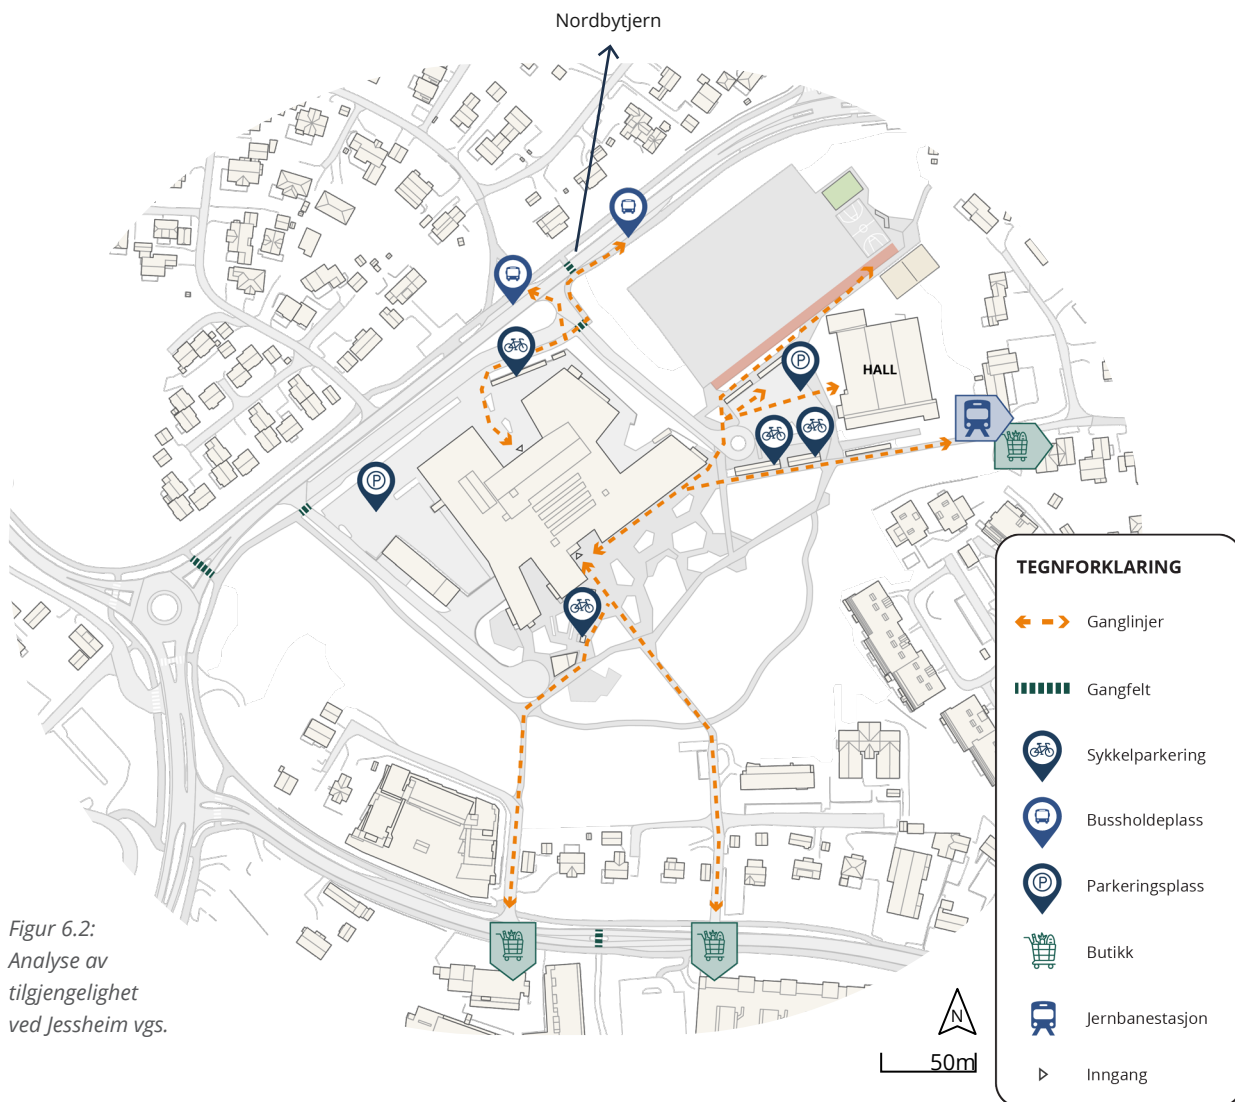 Nordbytjern
P
HALL
P
TEGNFORKLARING
Ganglinjer
Gangfelt
Sykkelparkering
Bussholdeplass
P
Parkeringsplass
Butikk
Jernbanestasjon
Inngang
Figur 6.2:
Analyse av
tilgjengelighet
ved Jessheim vgs.
N
50m